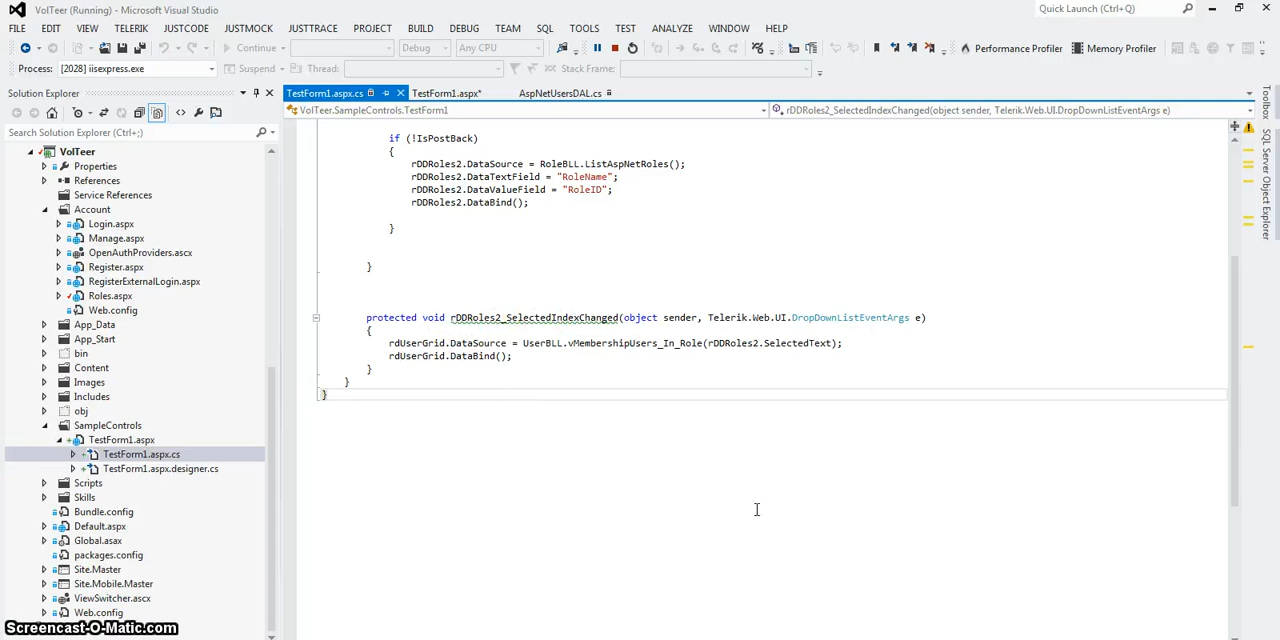 VolTeer (Running) - Microsoft Visual Studio
Quick Launch (Ctrl+Q)
FILE EDIT VIEW TELERIK JUSTCODE JUSTMOCK JUSTTRACE PROJECT BUILD DEBUG TEAM SQL TOOLS TEST ANALYZE WINDOW HELP
Continue Debug Any CPU Performance Profiler Memory Profiler
Process: [2028] iisexpress.exe Suspend Thread: Stack Frame:
Solution Explorer
TestForm1.aspx.cs TestForm1.aspx* AspNetUsersDAL.cs
VolTeer.SampleControls.TestForm1 rDDRoles2_SelectedIndexChanged(object sender, Telerik.Web.UI.DropDownListEventArgs e)
Search Solution Explorer (Ctrl+;)
VolTeer
Properties
References
Service References
Account
Login.aspx
Manage.aspx
OpenAuthProviders.ascx
Register.aspx
RegisterExternalLogin.aspx
Roles.aspx
Web.config
App_Data
App_Start
bin
Content
Images
Includes
obj
SampleControls
TestForm1.aspx
TestForm1.aspx.cs
TestForm1.aspx.designer.cs
Scripts
Skills
Bundle.config
Default.aspx
Global.asax
packages.config
Site.Master
Site.Mobile.Master
ViewSwitcher.ascx
Web.config
if (!IsPostBack)
{
rDDRoles2.DataSource = RoleBLL.ListAspNetRoles();
rDDRoles2.DataTextField = "RoleName";
rDDRoles2.DataValueField = "RoleID";
rDDRoles2.DataBind();
}
}
protected void rDDRoles2_SelectedIndexChanged(object sender, Telerik.Web.UI.DropDownListEventArgs e)
{
rdUserGrid.DataSource = UserBLL.vMembershipUsers_In_Role(rDDRoles2.SelectedText);
rdUserGrid.DataBind();
}
}
}
Toolbox
SQL Server Object Explorer
Screencast-O-Matic.com